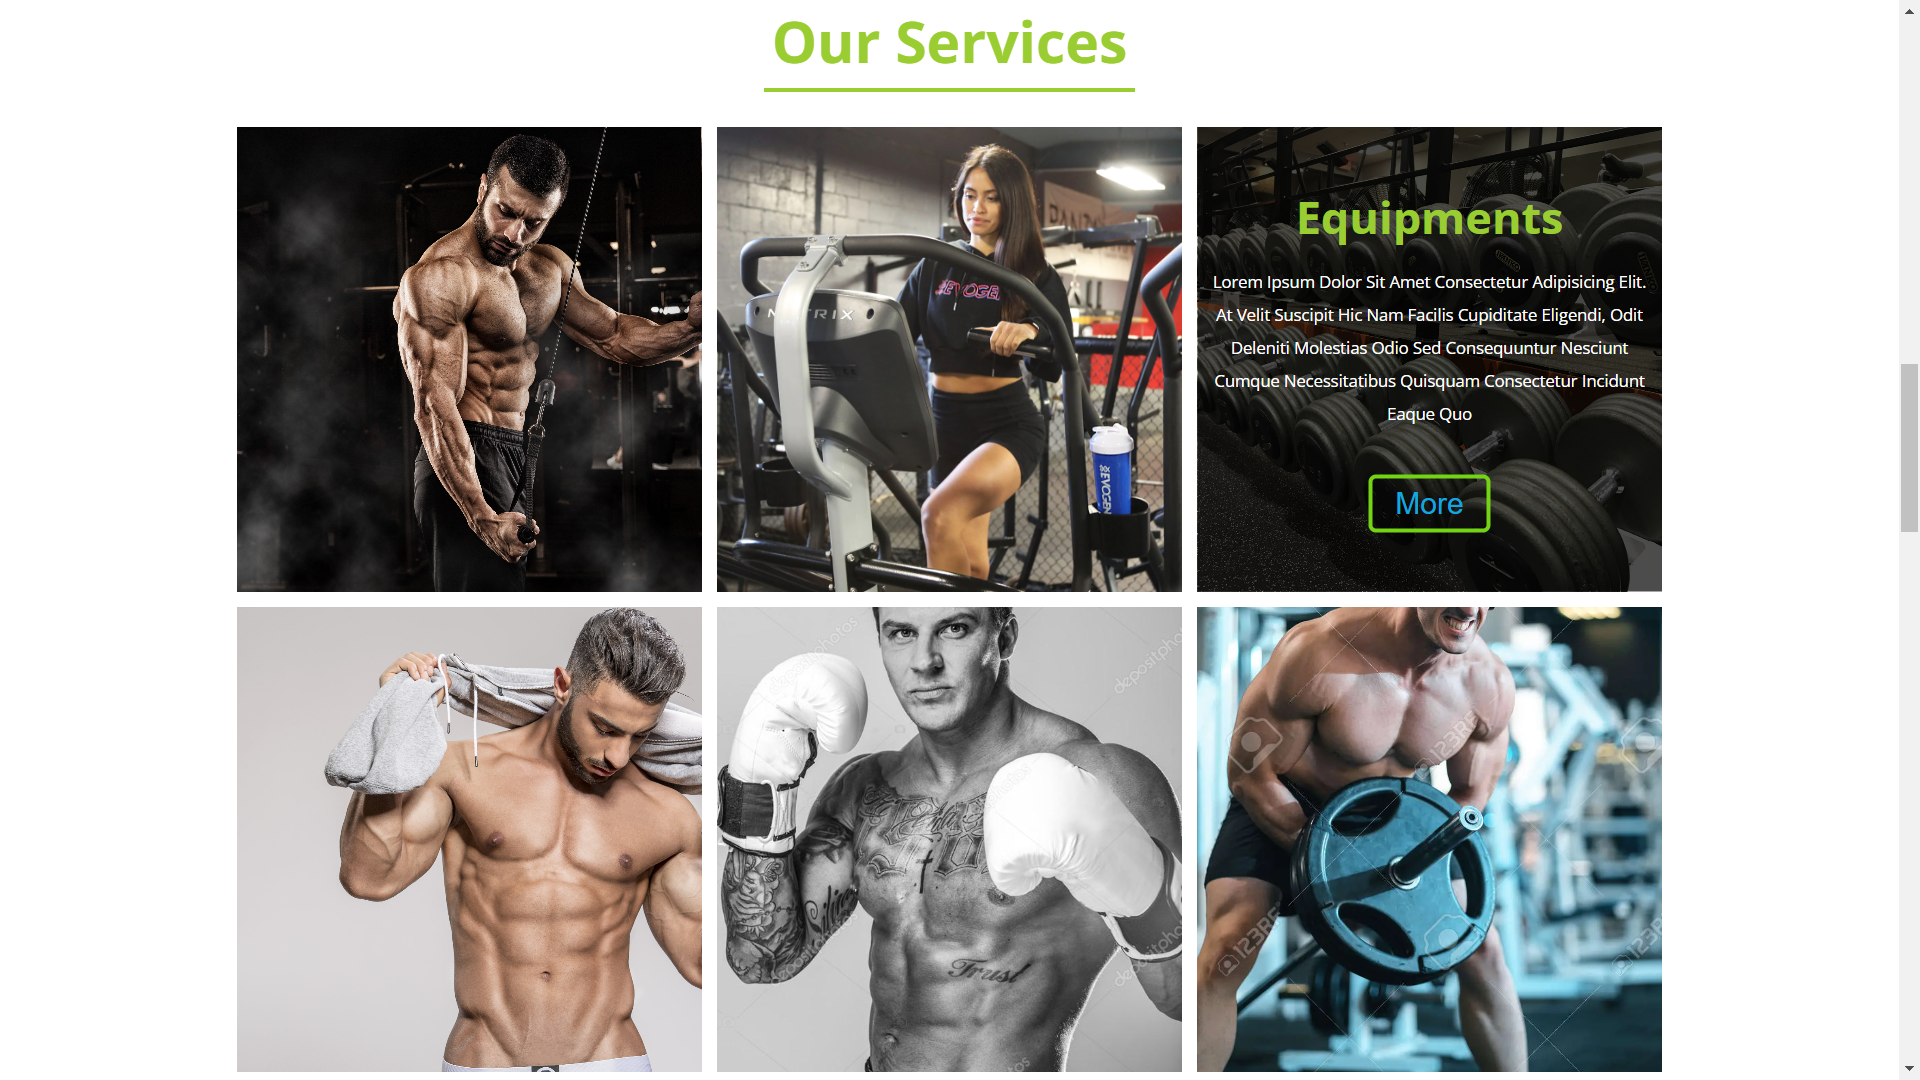 Our Services
Equipments
Lorem Ipsum Dolor Sit Amet Consectetur Adipisicing Elit.
At Velit Suscipit Hic Nam Facilis Cupiditate Eligendi, Odit
Deleniti Molestias Odio Sed Consequuntur Nesciunt
Cumque Necessitatibus Quisquam Consectetur Incidunt
Eaque Quo
More
EVOGEN
Trust
depositphotos
123RF